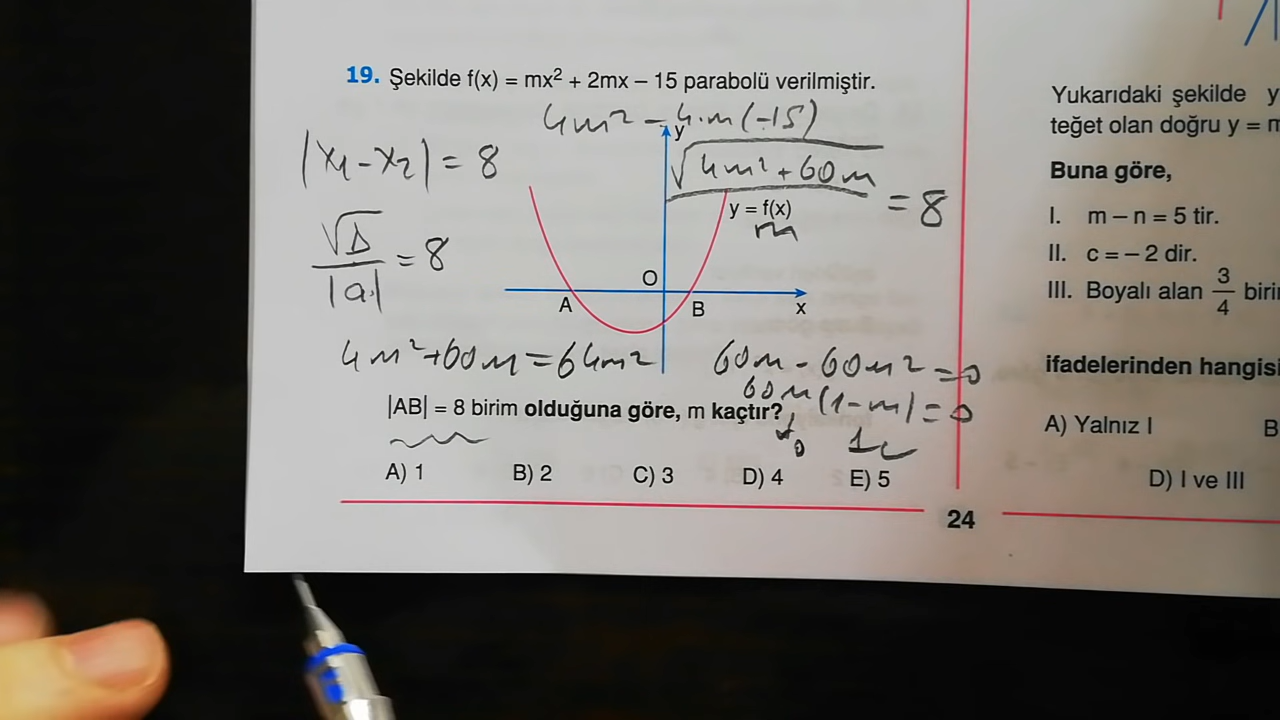 19. Şekilde f(x) = mx² + 2mx – 15 parabolü verilmiştir.
4m² - 4.m(-15)
|x₁-x₂| = 8
√4m²+60m
= 8
m
√Δ
|a|
= 8
y
y = f(x)
O
A
B
x
4m²+60m=64m²
60m-60m²=0
60m(1-m)=0
|AB| = 8 birim olduğuna göre, m kaçtır?
≠0
1
A) 1 B) 2 C) 3 D) 4 E) 5
24
Yukarıdaki şekilde y
teğet olan doğru y = m
Buna göre,
I. m – n = 5 tir.
II. c = – 2 dir.
III. Boyalı alan 3/4 birim
ifadelerinden hangisi
A) Yalnız I B
D) I ve III